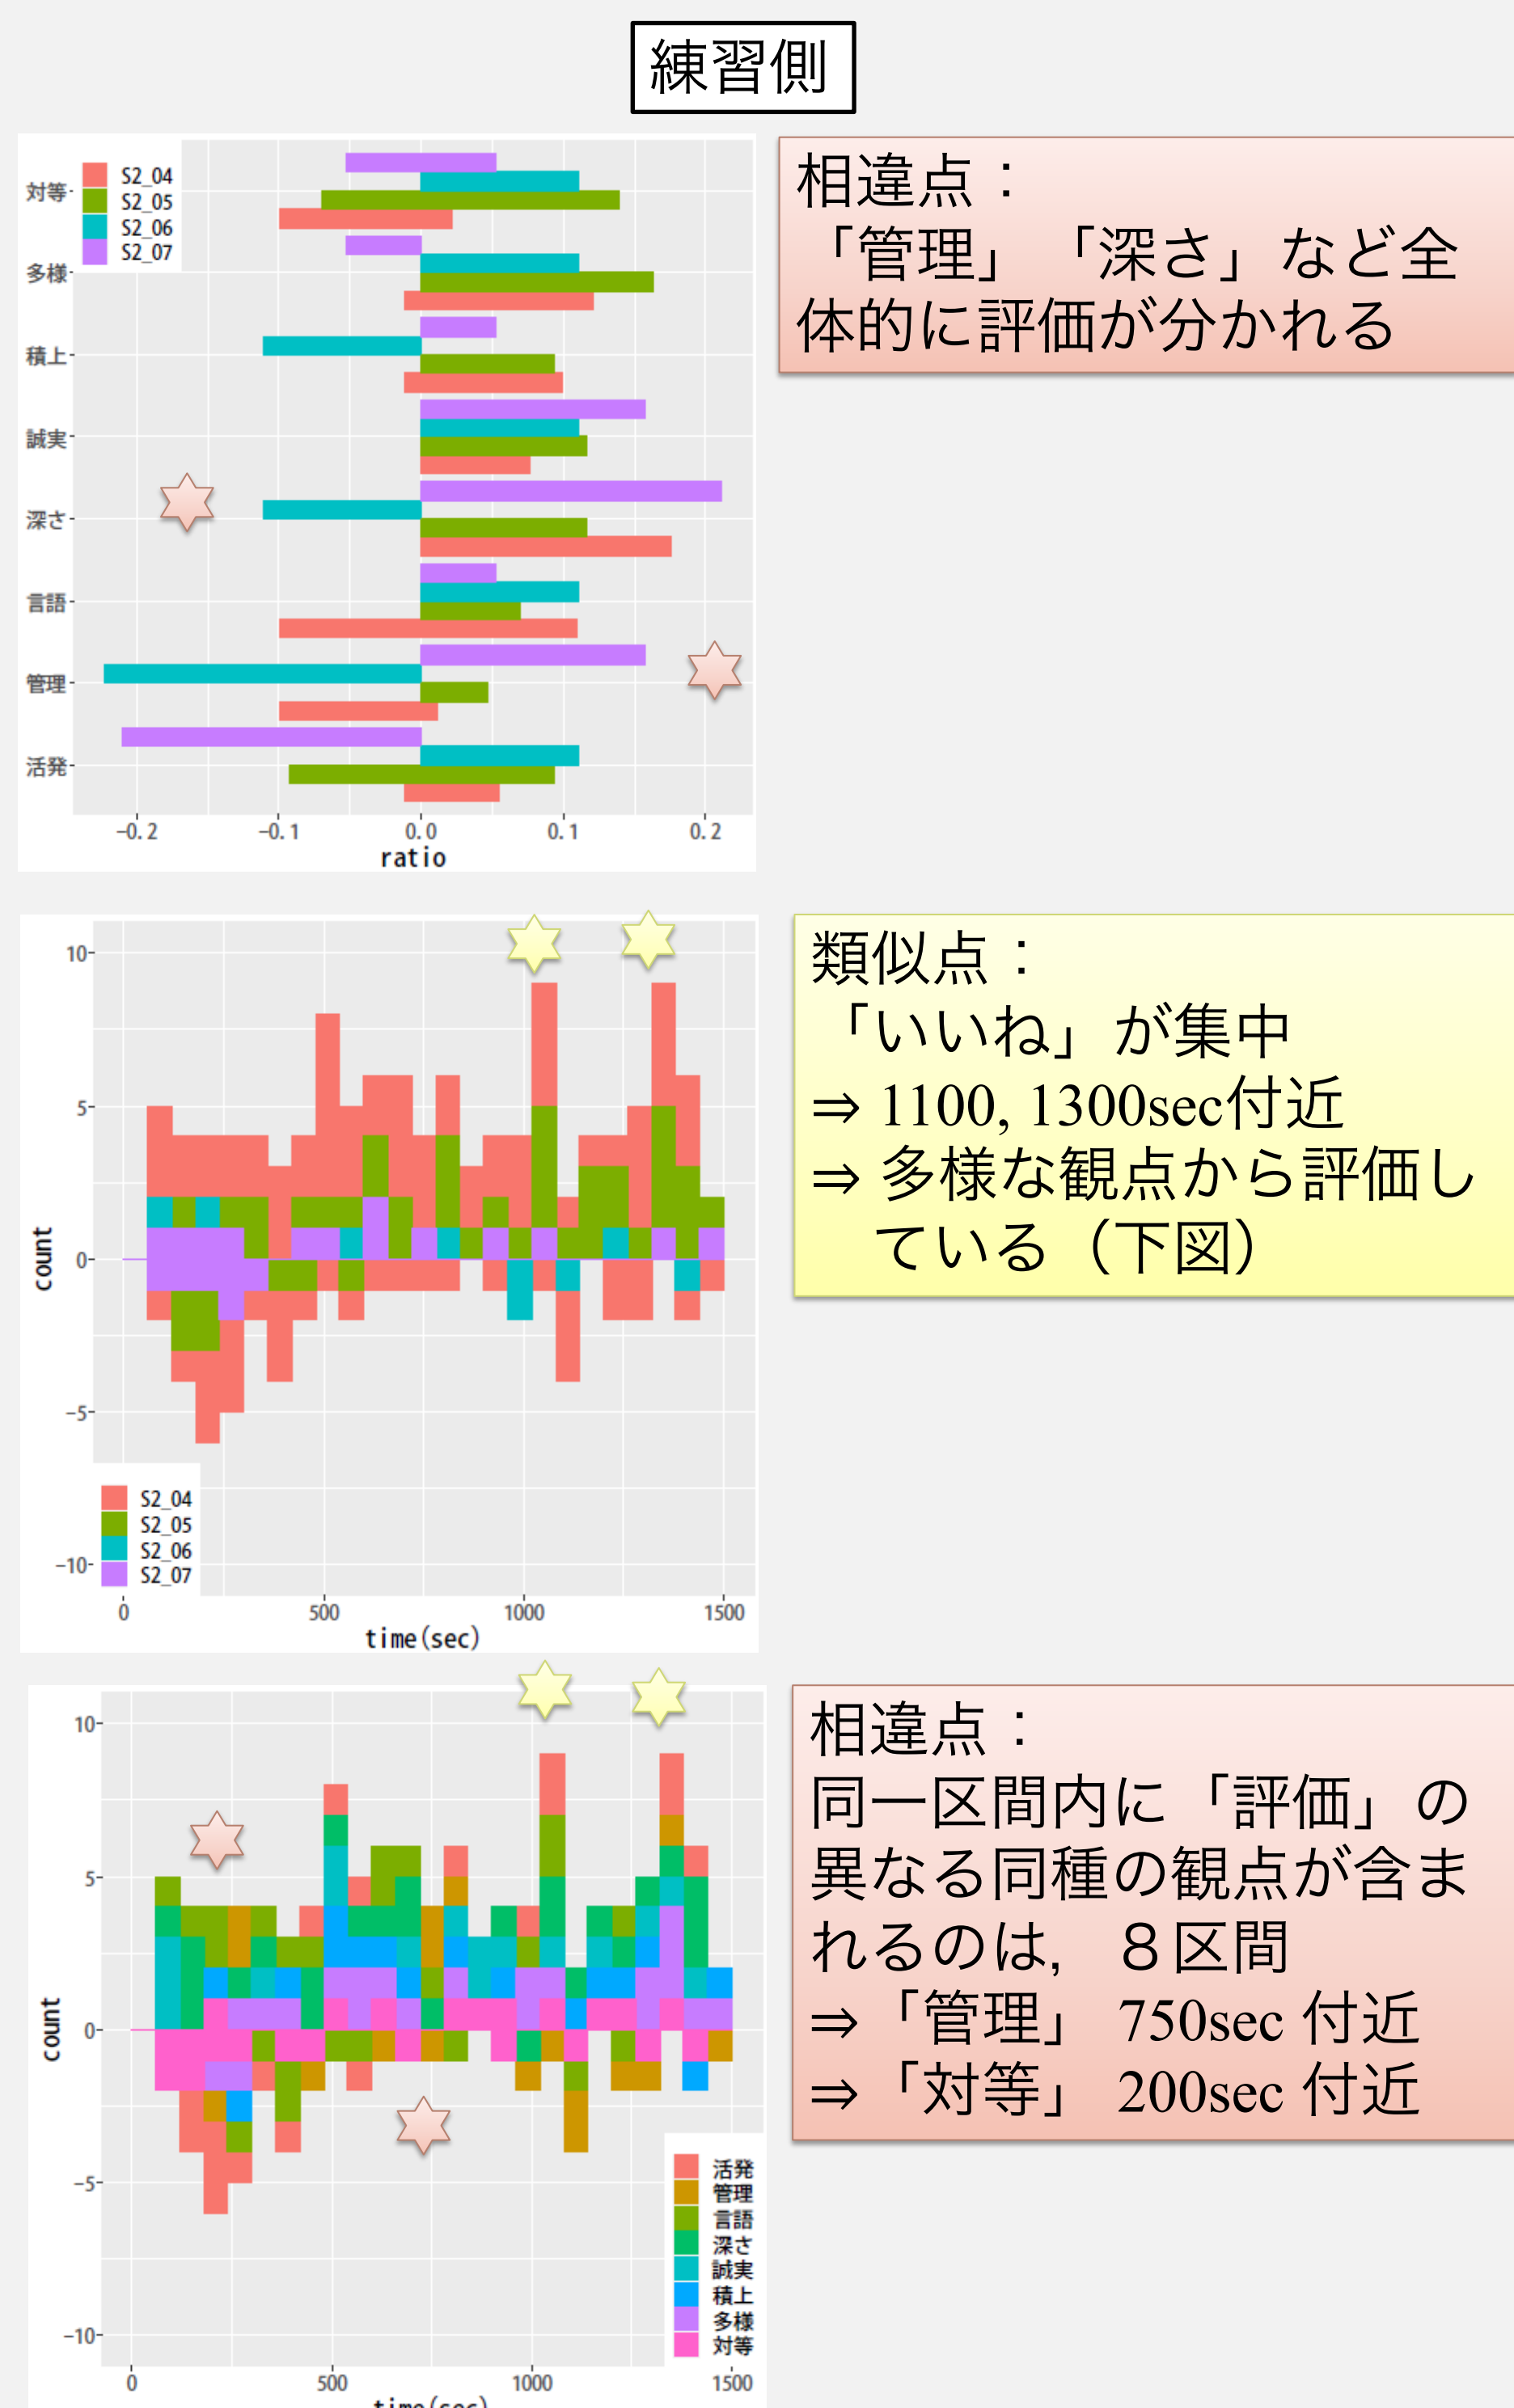 練習側
S2_04
S2_05
S2_06
S2_07
対等
多様
積上
誠実
深さ
言語
管理
活発
-0.2
-0.1
0.0
0.1
0.2
ratio
相違点：
「管理」「深さ」など全
体的に評価が分かれる
10
5
0
-5
-10
count
S2_04
S2_05
S2_06
S2_07
0
500
1000
1500
time(sec)
類似点：
「いいね」が集中
⇒ 1100, 1300sec付近
⇒ 多様な観点から評価し
ている（下図）
10
5
0
-5
-10
count
活発
管理
言語
深さ
誠実
積上
多様
対等
0
500
1000
1500
time(sec)
相違点：
同一区間内に「評価」の
異なる同種の観点が含ま
れるのは,　８区間
⇒「管理」 750sec 付近
⇒「対等」 200sec 付近